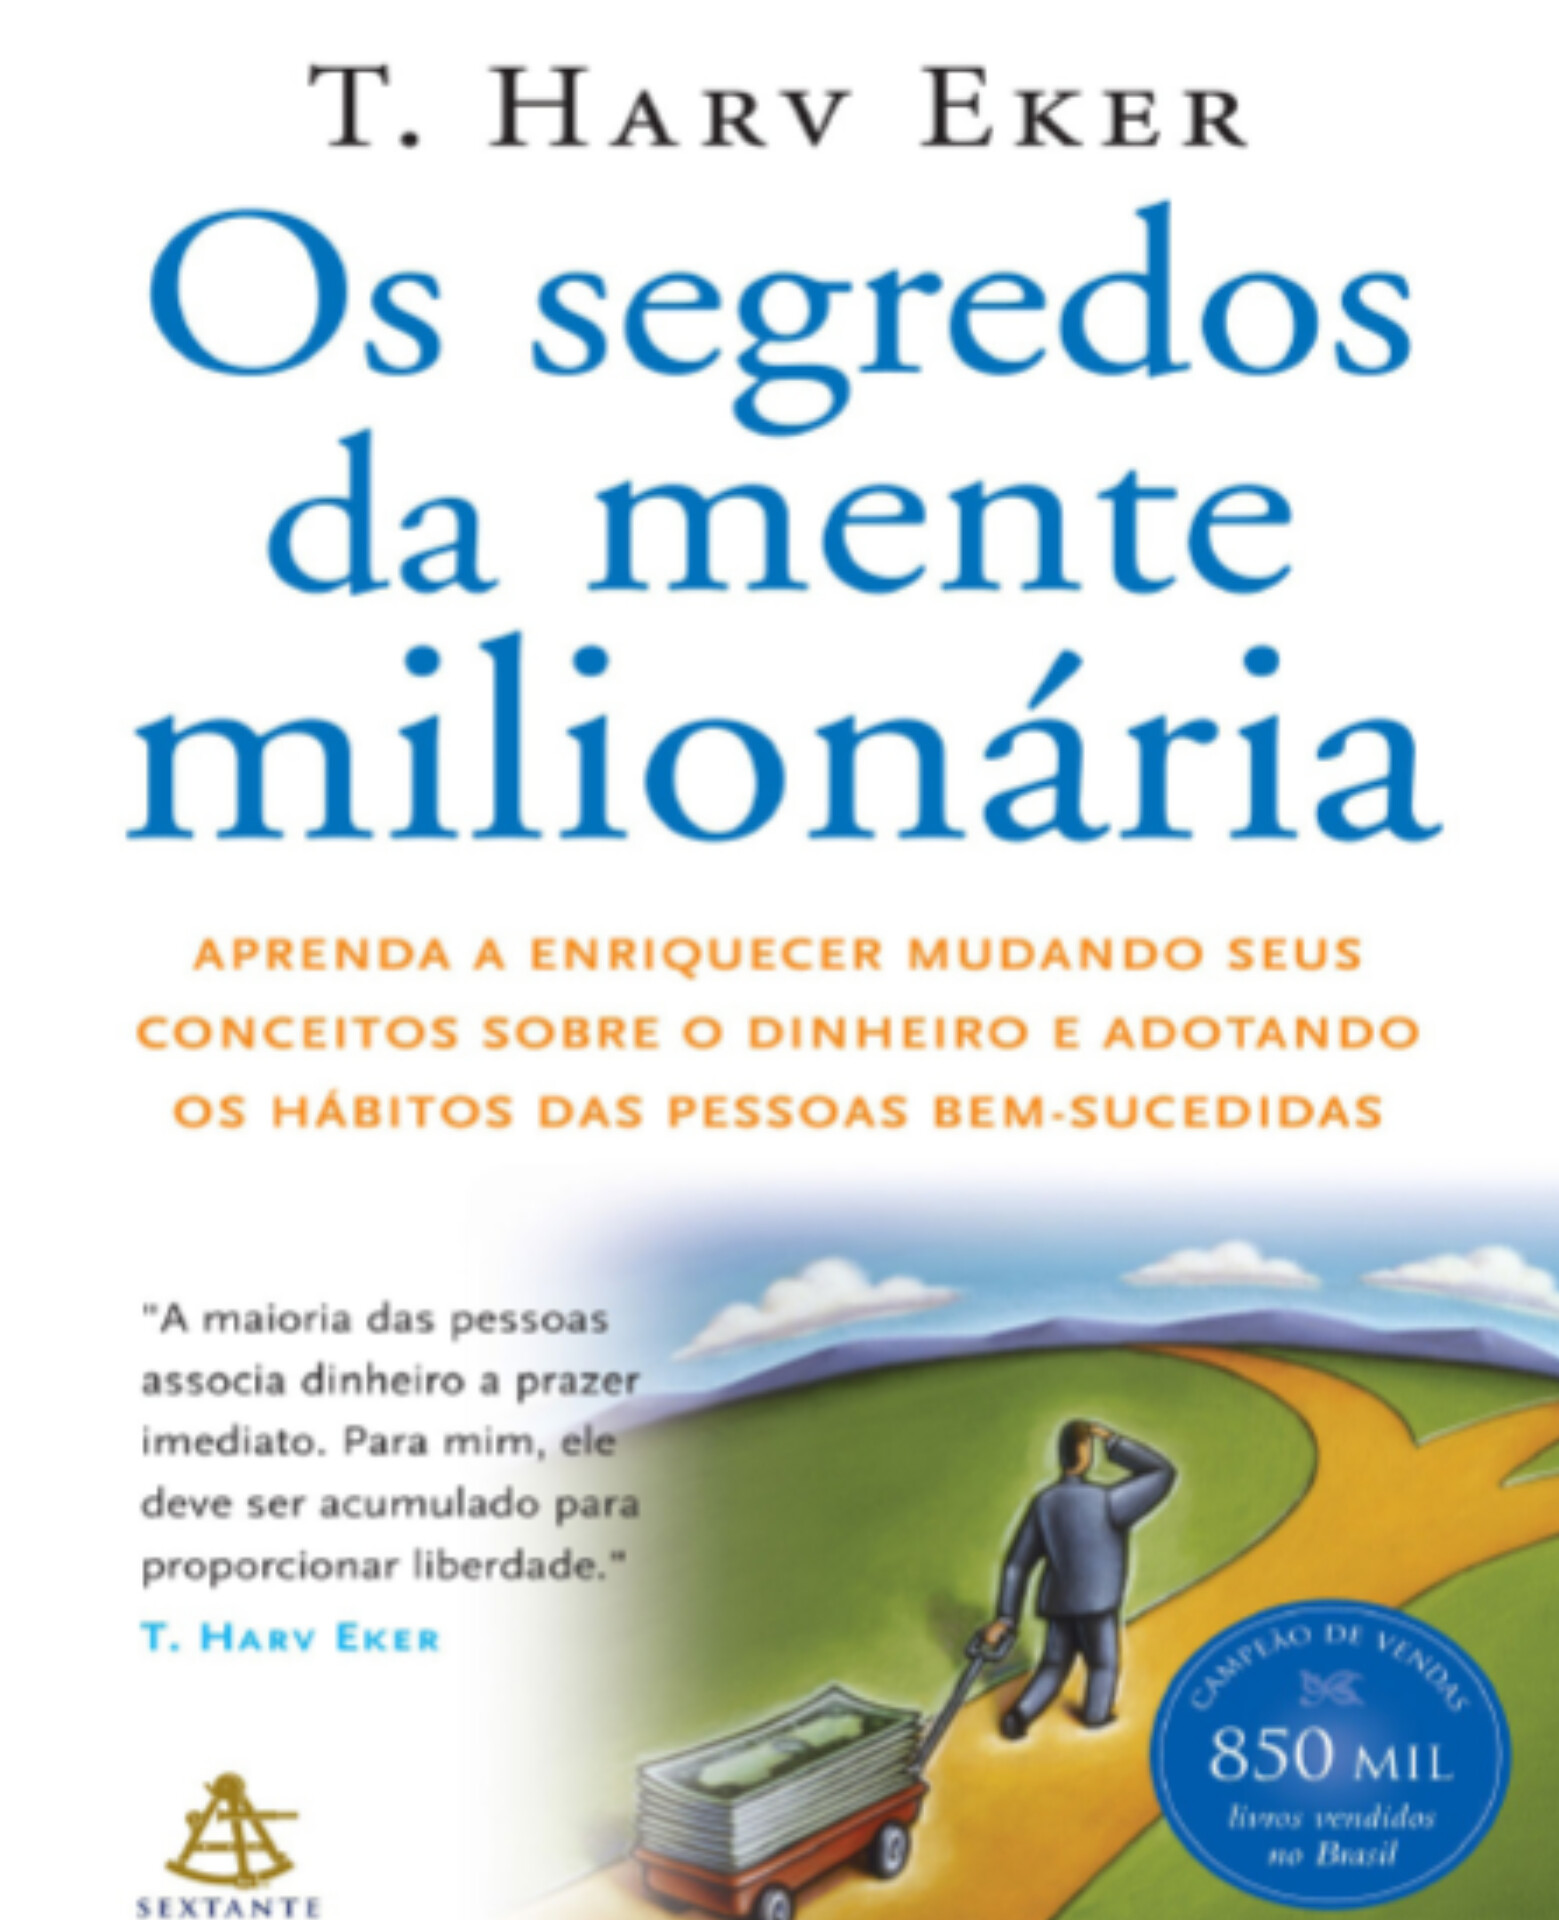 T. HARV EKER
Os segredos
da mente
milionária
APRENDA A ENRIQUECER MUDANDO SEUS
CONCEITOS SOBRE O DINHEIRO E ADOTANDO
OS HÁBITOS DAS PESSOAS BEM-SUCEDIDAS
"A maioria das pessoas
associa dinheiro a prazer
imediato. Para mim, ele
deve ser acumulado para
proporcionar liberdade."
T. HARV EKER
CAMPEÃO DE VENDAS
850 MIL
livros vendidos
no Brasil
SEXTANTE